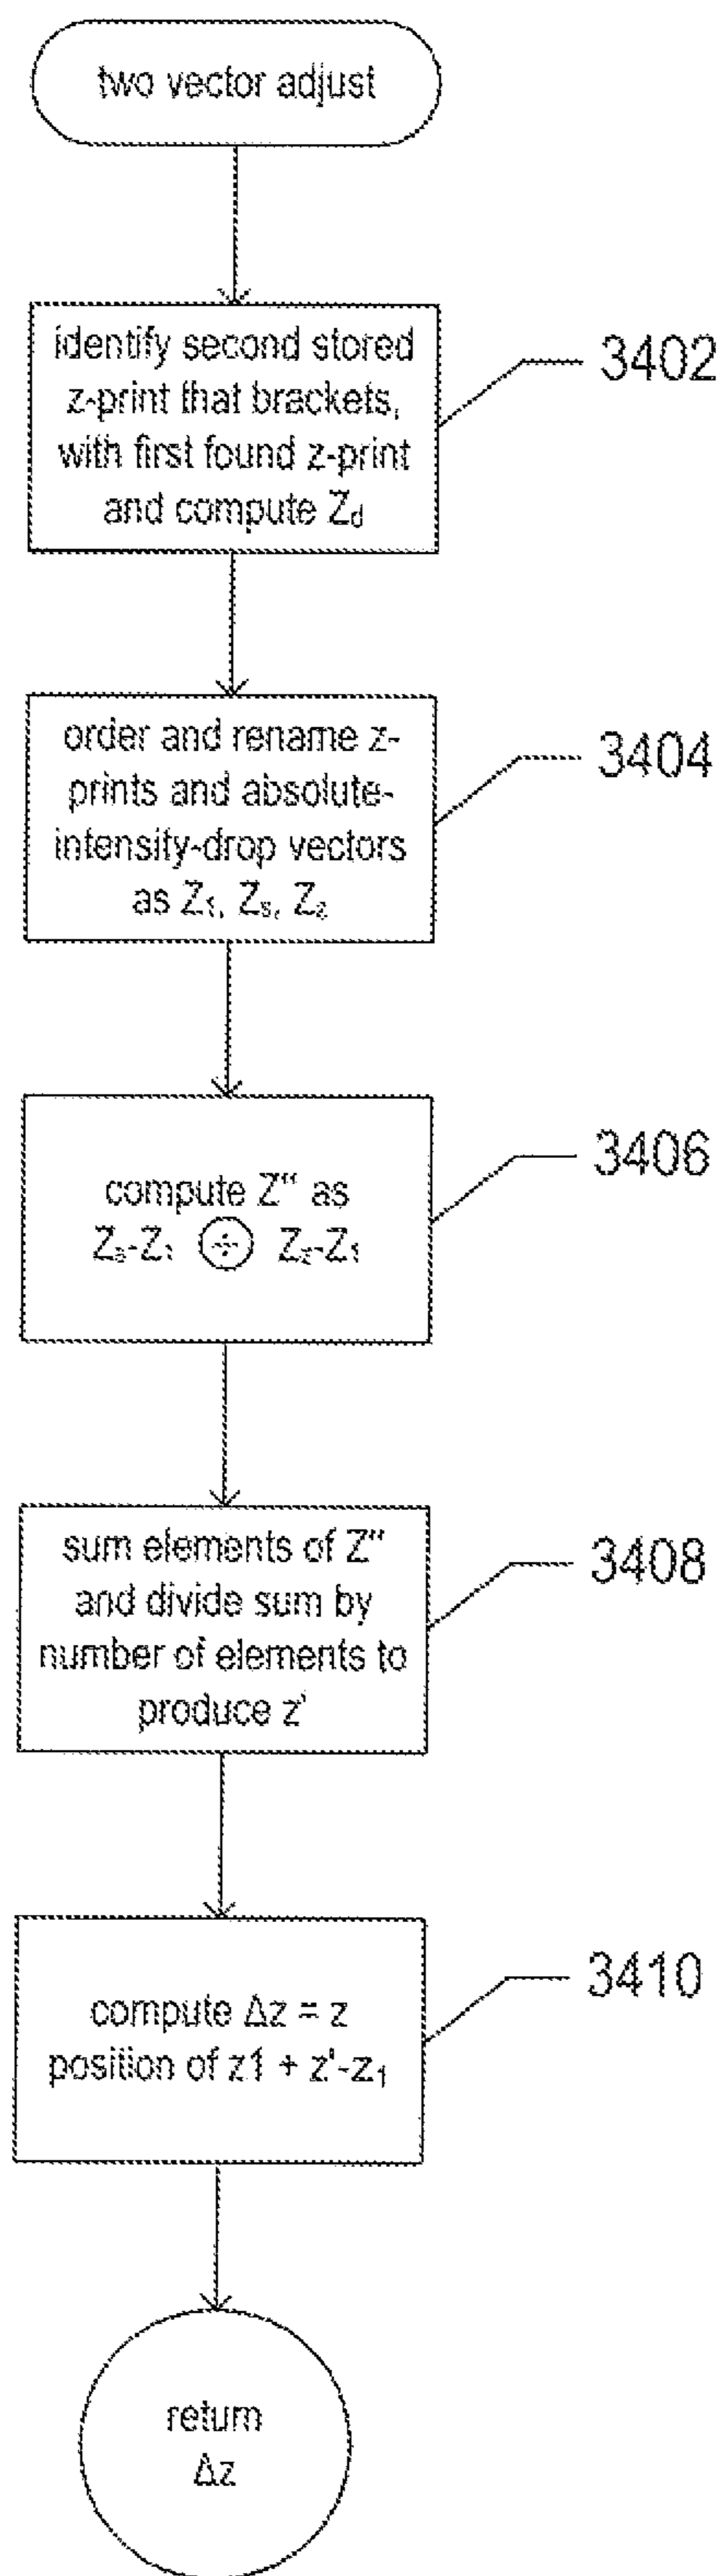 two vector adjust
identify second stored
z-print that brackets,
with first found z-print
and compute Z_d
3402
order and rename z-
prints and absolute-
intensity-drop vectors
as Z₁, Zₛ, Z₂
3404
compute Z" as
Zₛ-Z₁ ÷ Z₂-Z₁
3406
sum elements of Z"
and divide sum by
number of elements to
produce z'
3408
compute Δz = z
position of z1 + z'-z₁
3410
return
Δz